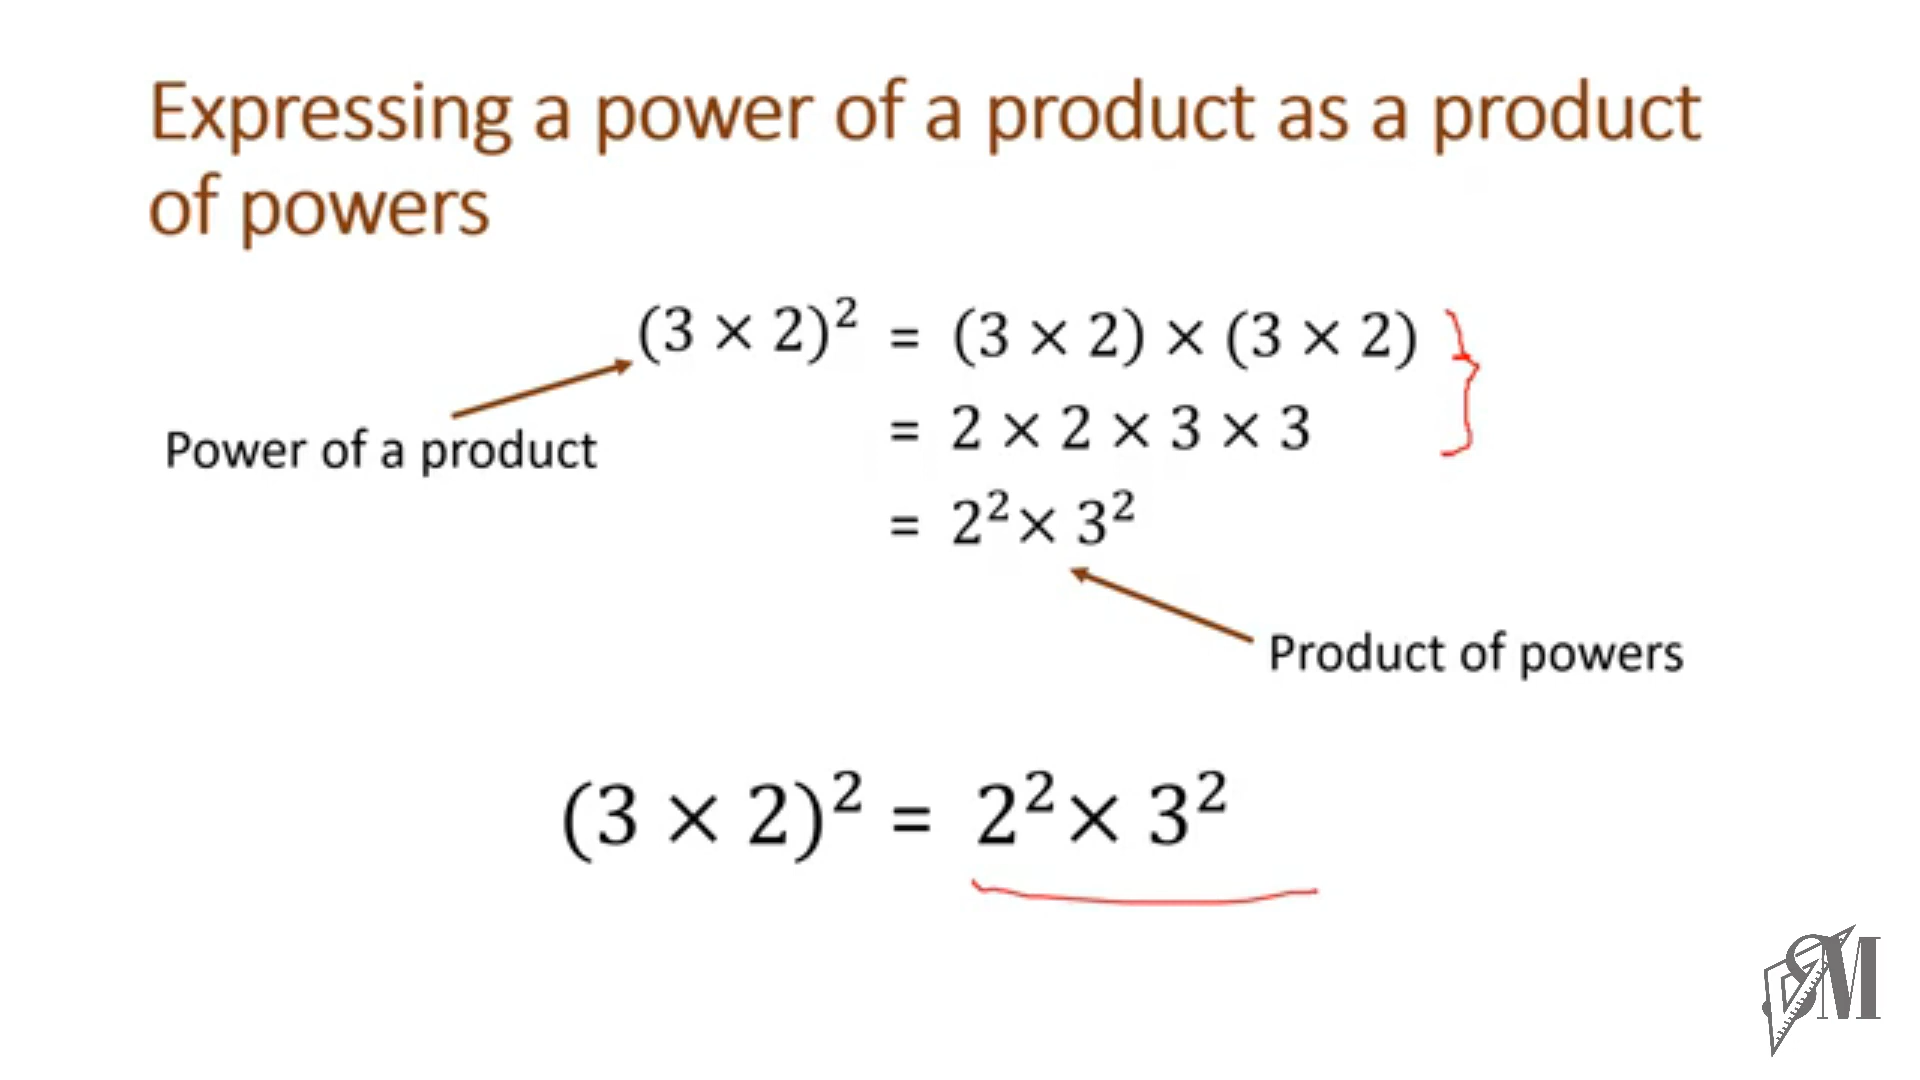 Expressing a power of a product as a product
of powers
(3 × 2)² = (3 × 2) × (3 × 2)
= 2 × 2 × 3 × 3
Power of a product
= 2² × 3²
Product of powers
(3 × 2)² = 2² × 3²
SM